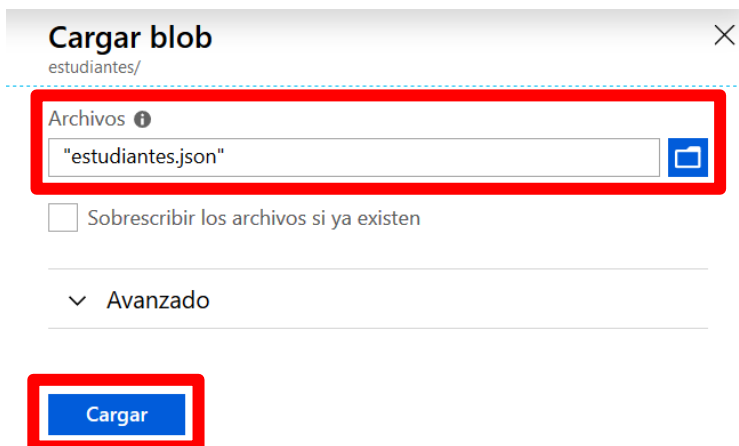 Cargar blob
estudiantes/
Archivos
"estudiantes.json"
Sobrescribir los archivos si ya existen
Avanzado
Cargar